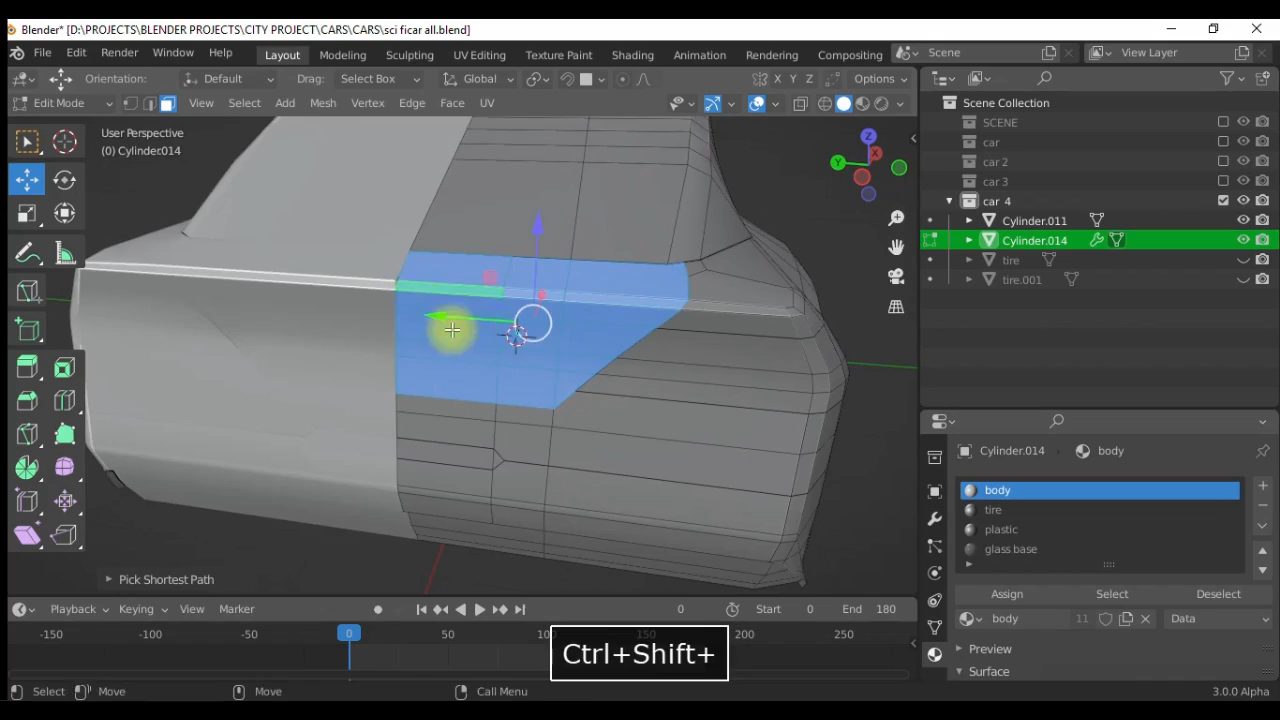 Blender* [D:\PROJECTS\BLENDER PROJECTS\CITY PROJECT\CARS\CARS\sci ficar all.blend]
File Edit Render Window Help Layout Modeling Sculpting UV Editing Texture Paint Shading Animation Rendering Compositing Scene View Layer
Orientation: Default Drag: Select Box Global X Y Z Options
Edit Mode View Select Add Mesh Vertex Edge Face UV
User Perspective
(0) Cylinder.014
Z
X
Y
Scene Collection
SCENE
car
car 2
car 3
car 4
Cylinder.011
Cylinder.014
tire
tire.001
Cylinder.014 body
body
tire
plastic
glass base
Assign Select Deselect
body 11 Data
Preview
Surface
Pick Shortest Path
Playback Keying View Marker 0 Start 0 End 180
-150 -100 -50 0 50 100 150 200 250
Ctrl+Shift+
Select Move Move Call Menu 3.0.0 Alpha